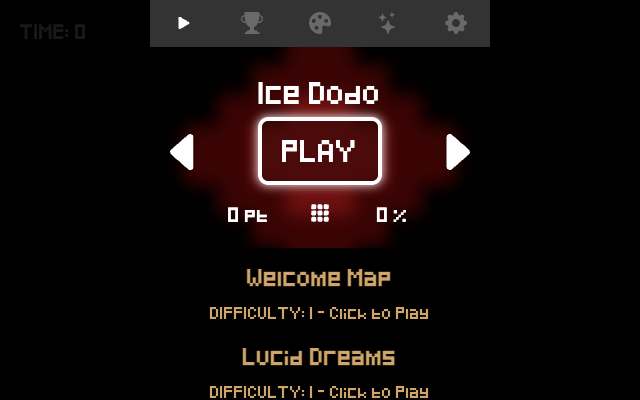 TIME: 0
Ice Dodo
PLAY
0 Pt 0 %
Welcome Map
DIFFICULTY: 1 - Click to Play
Lucid Dreams
DIFFICULTY: 1 - Click to Play